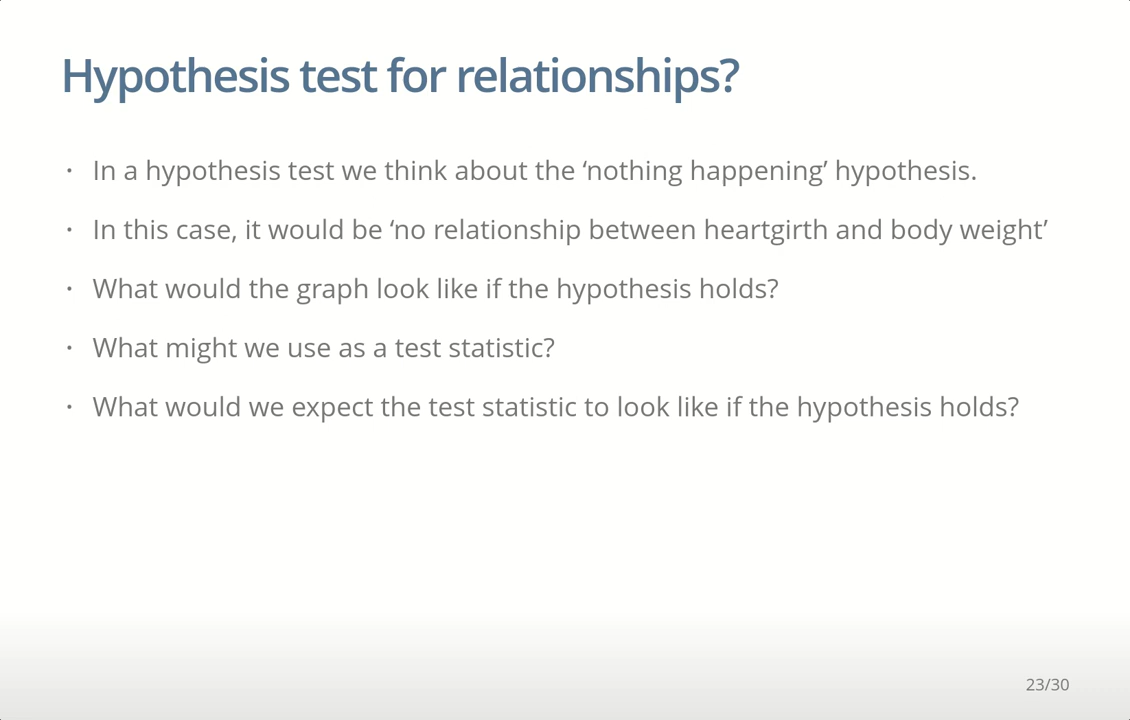 Hypothesis test for relationships?
· In a hypothesis test we think about the ‘nothing happening’ hypothesis.
· In this case, it would be ‘no relationship between heartgirth and body weight’
· What would the graph look like if the hypothesis holds?
· What might we use as a test statistic?
· What would we expect the test statistic to look like if the hypothesis holds?
23/30